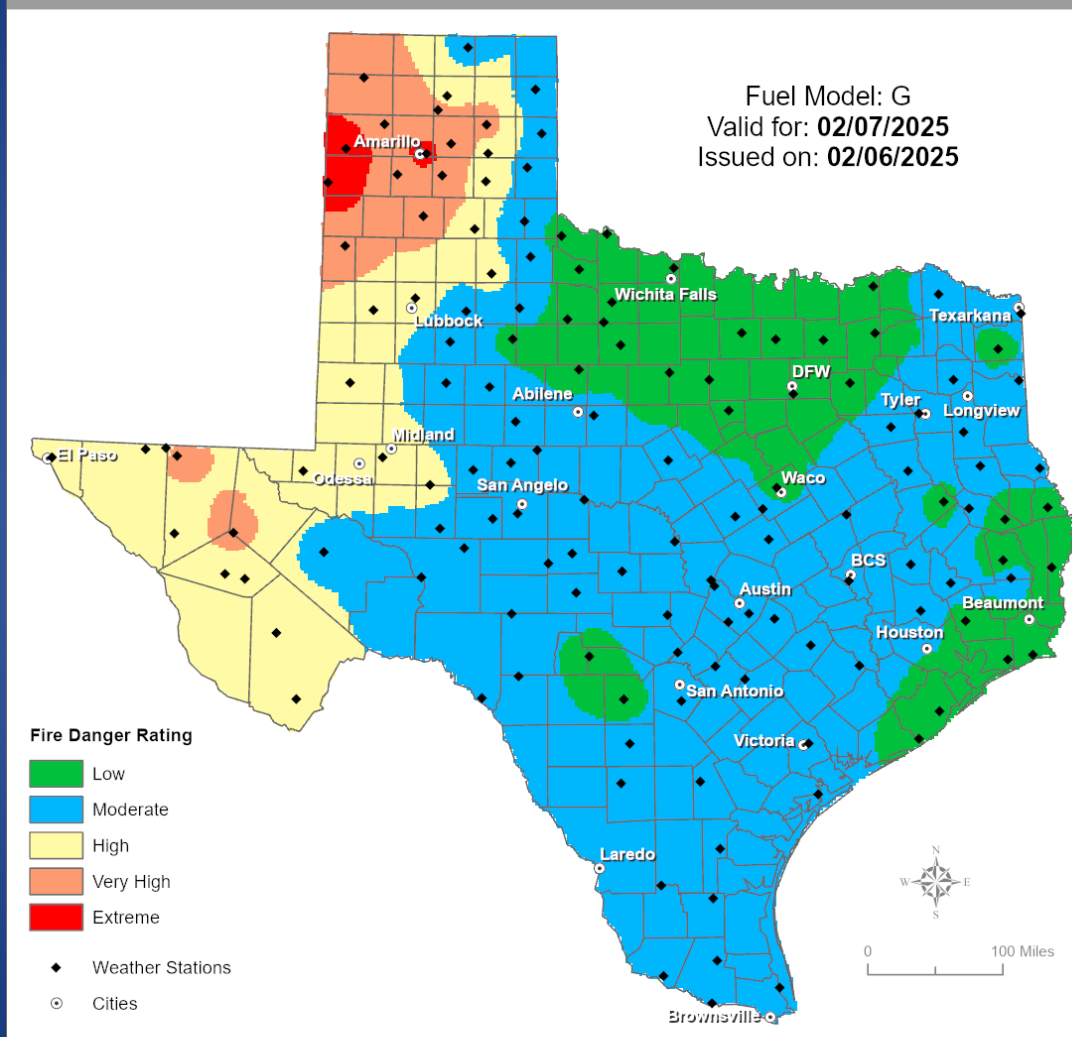 Fuel Model: G
Valid for: 02/07/2025
Issued on: 02/06/2025
Amarillo
Wichita Falls
Lubbock
Texarkana
DFW
Abilene
Tyler
Longview
Midland
El Paso
Odessa
San Angelo
Waco
BCS
Austin
Beaumont
Houston
San Antonio
Victoria
Laredo
Brownsville
Fire Danger Rating
Low
Moderate
High
Very High
Extreme
Weather Stations
Cities
N
W E
S
0 100 Miles